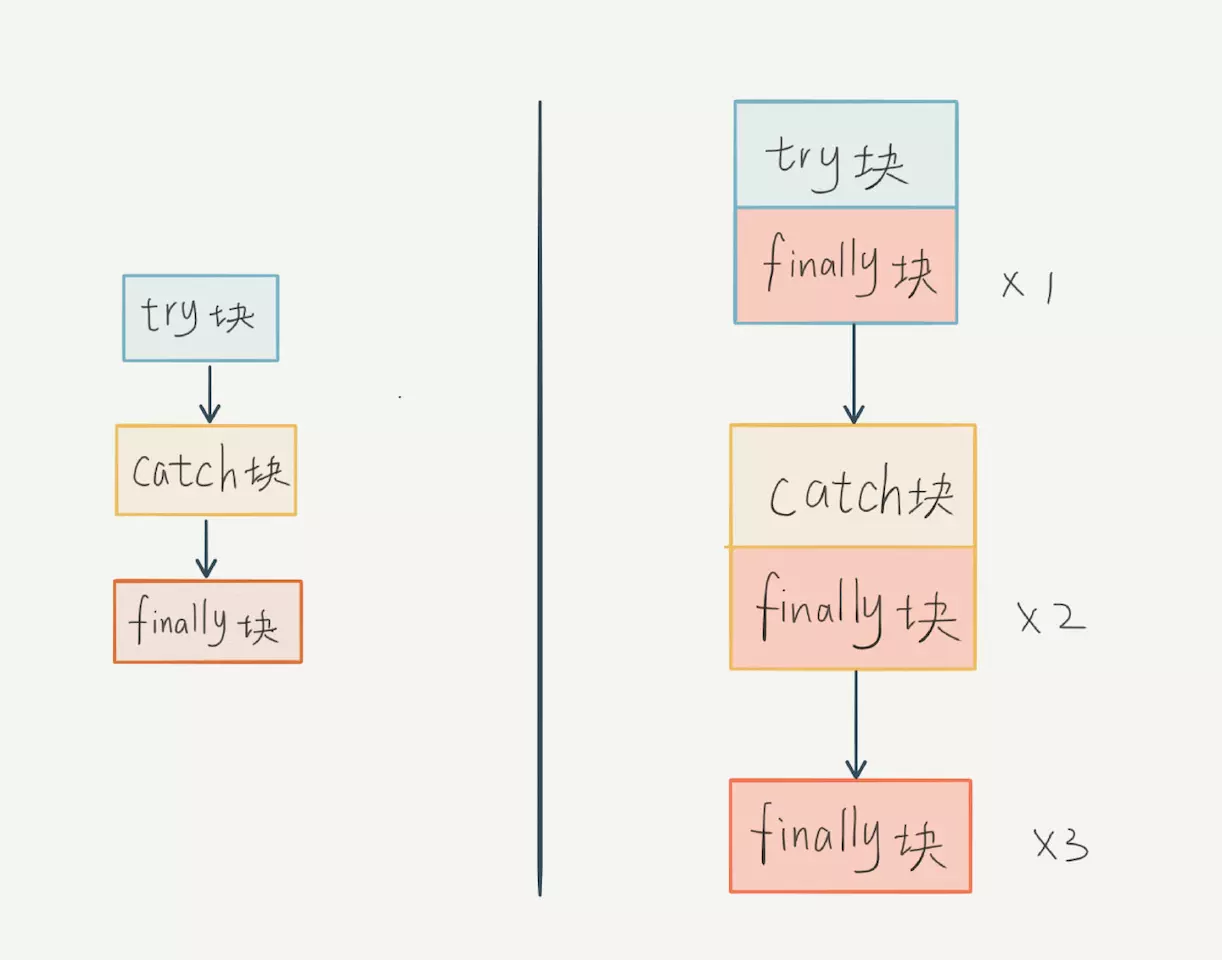 try块
catch块
finally块
try块
finally块
x 1
catch块
finally块
x2
finally块
x3